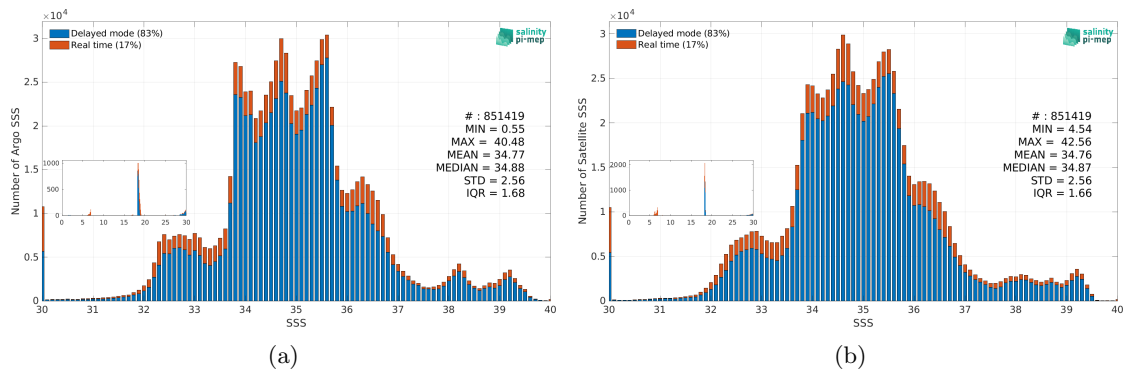 ×10⁴
Delayed mode (83%)
Real time (17%)
salinity
pi-mep
# : 851419
MIN = 0.55
MAX = 40.48
MEAN = 34.77
MEDIAN = 34.88
STD = 2.56
IQR = 1.68
Number of Argo SSS
3
2.5
2
1.5
1
0.5
0
1000
500
0
0 5 10 15 20 25 30
30 31 32 33 34 35 36 37 38 39 40
SSS
(a)
×10⁴
Delayed mode (83%)
Real time (17%)
salinity
pi-mep
# : 851419
MIN = 4.54
MAX = 42.56
MEAN = 34.76
MEDIAN = 34.87
STD = 2.56
IQR = 1.66
Number of Satellite SSS
3
2.5
2
1.5
1
0.5
0
2000
1000
0
0 5 10 15 20 25 30
30 31 32 33 34 35 36 37 38 39 40
SSS
(b)